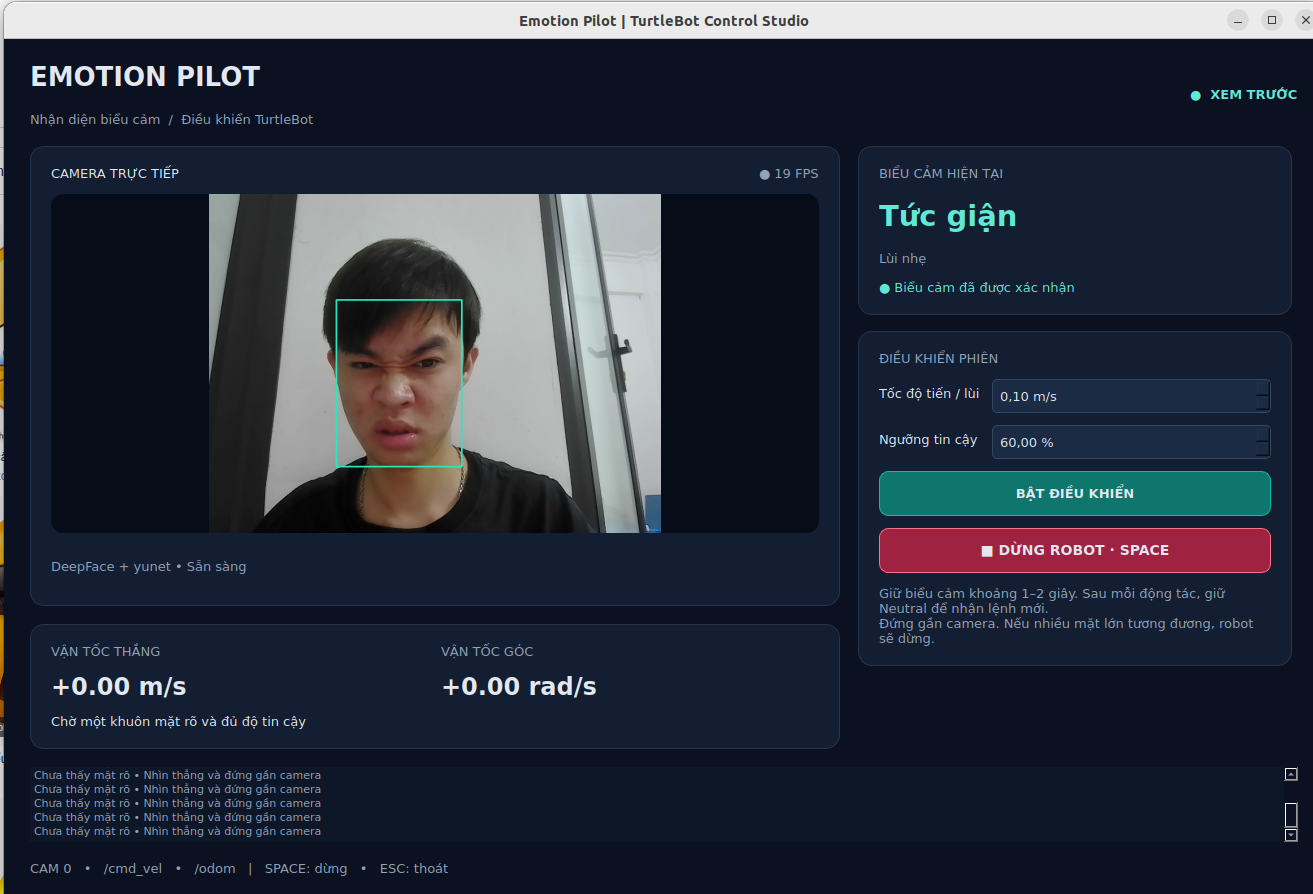 Emotion Pilot | TurtleBot Control Studio
EMOTION PILOT
● XEM TRƯỚC
Nhận diện biểu cảm / Điều khiển TurtleBot
CAMERA TRỰC TIẾP
● 19 FPS
DeepFace + yunet • Sẵn sàng
VẬN TỐC THẲNG
VẬN TỐC GÓC
+0.00 m/s
+0.00 rad/s
Chờ một khuôn mặt rõ và đủ độ tin cậy
BIỂU CẢM HIỆN TẠI
Tức giận
Lùi nhẹ
● Biểu cảm đã được xác nhận
ĐIỀU KHIỂN PHIÊN
Tốc độ tiến / lùi
0,10 m/s
Ngưỡng tin cậy
60,00 %
BẬT ĐIỀU KHIỂN
■ DỪNG ROBOT · SPACE
Giữ biểu cảm khoảng 1–2 giây. Sau mỗi động tác, giữ
Neutral để nhận lệnh mới.
Đứng gần camera. Nếu nhiều mặt lớn tương đương, robot
sẽ dừng.
Chưa thấy mặt rõ • Nhìn thẳng và đứng gần camera
Chưa thấy mặt rõ • Nhìn thẳng và đứng gần camera
Chưa thấy mặt rõ • Nhìn thẳng và đứng gần camera
Chưa thấy mặt rõ • Nhìn thẳng và đứng gần camera
Chưa thấy mặt rõ • Nhìn thẳng và đứng gần camera
CAM 0 • /cmd_vel • /odom | SPACE: dừng • ESC: thoát